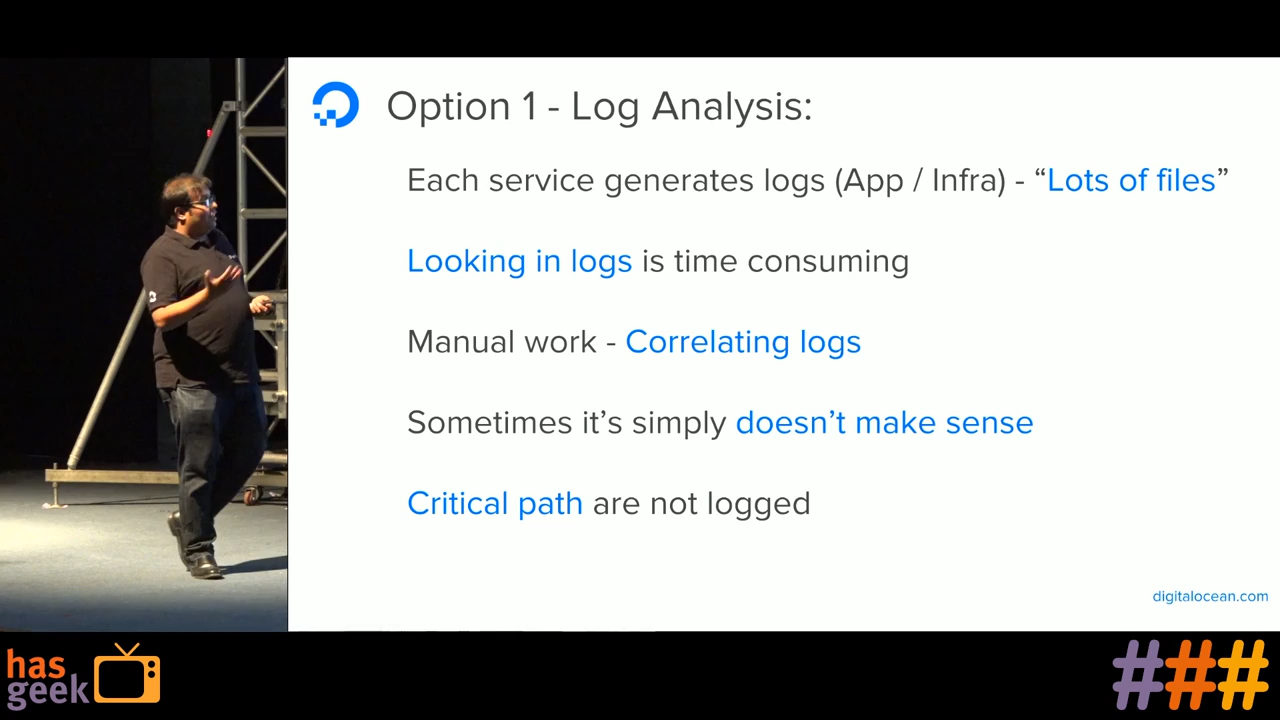 Option 1 - Log Analysis:
Each service generates logs (App / Infra) - “Lots of files”
Looking in logs is time consuming
Manual work - Correlating logs
Sometimes it’s simply doesn’t make sense
Critical path are not logged
digitalocean.com
has
geek
###